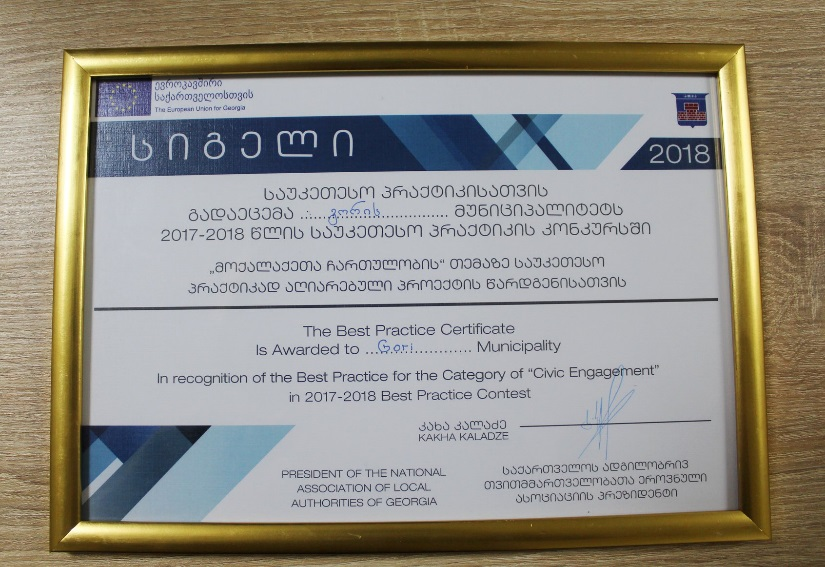 ევროკავშირი
საქართველოსთვის
The European Union for Georgia
სიგელი
2018
საუკეთესო პრაქტიკისათვის
გადაეცემა .......გორის........................ მუნიციპალიტეტს
2017-2018 წლის საუკეთესო პრაქტიკის კონკურსში
„მოქალაქეთა ჩართულობის“ თემაზე საუკეთესო
პრაქტიკად აღიარებული პროექტის წარდგენისათვის
The Best Practice Certificate
Is Awarded to ...Gori............... Municipality
In recognition of the Best Practice for the Category of “Civic Engagement”
in 2017-2018 Best Practice Contest
კახა კალაძე
KAKHA KALADZE
PRESIDENT OF THE NATIONAL
ASSOCIATION OF LOCAL
AUTHORITIES OF GEORGIA
საქართველოს ადგილობრივ
თვითმმართველობათა ეროვნული
ასოციაციის პრეზიდენტი